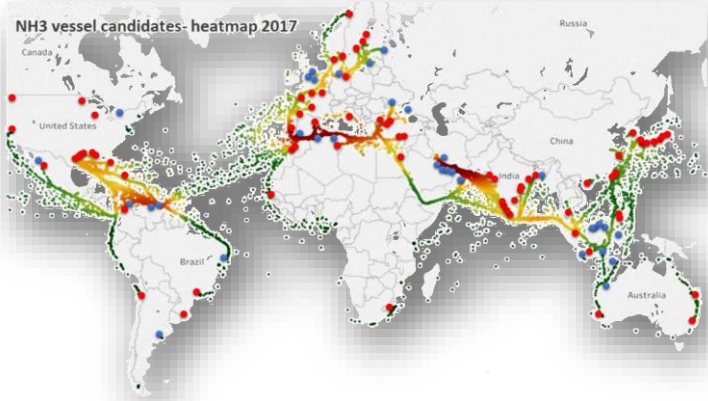 NH3 vessel candidates- heatmap 2017
Russia
Canada
United States
China
India
Brazil
Australia